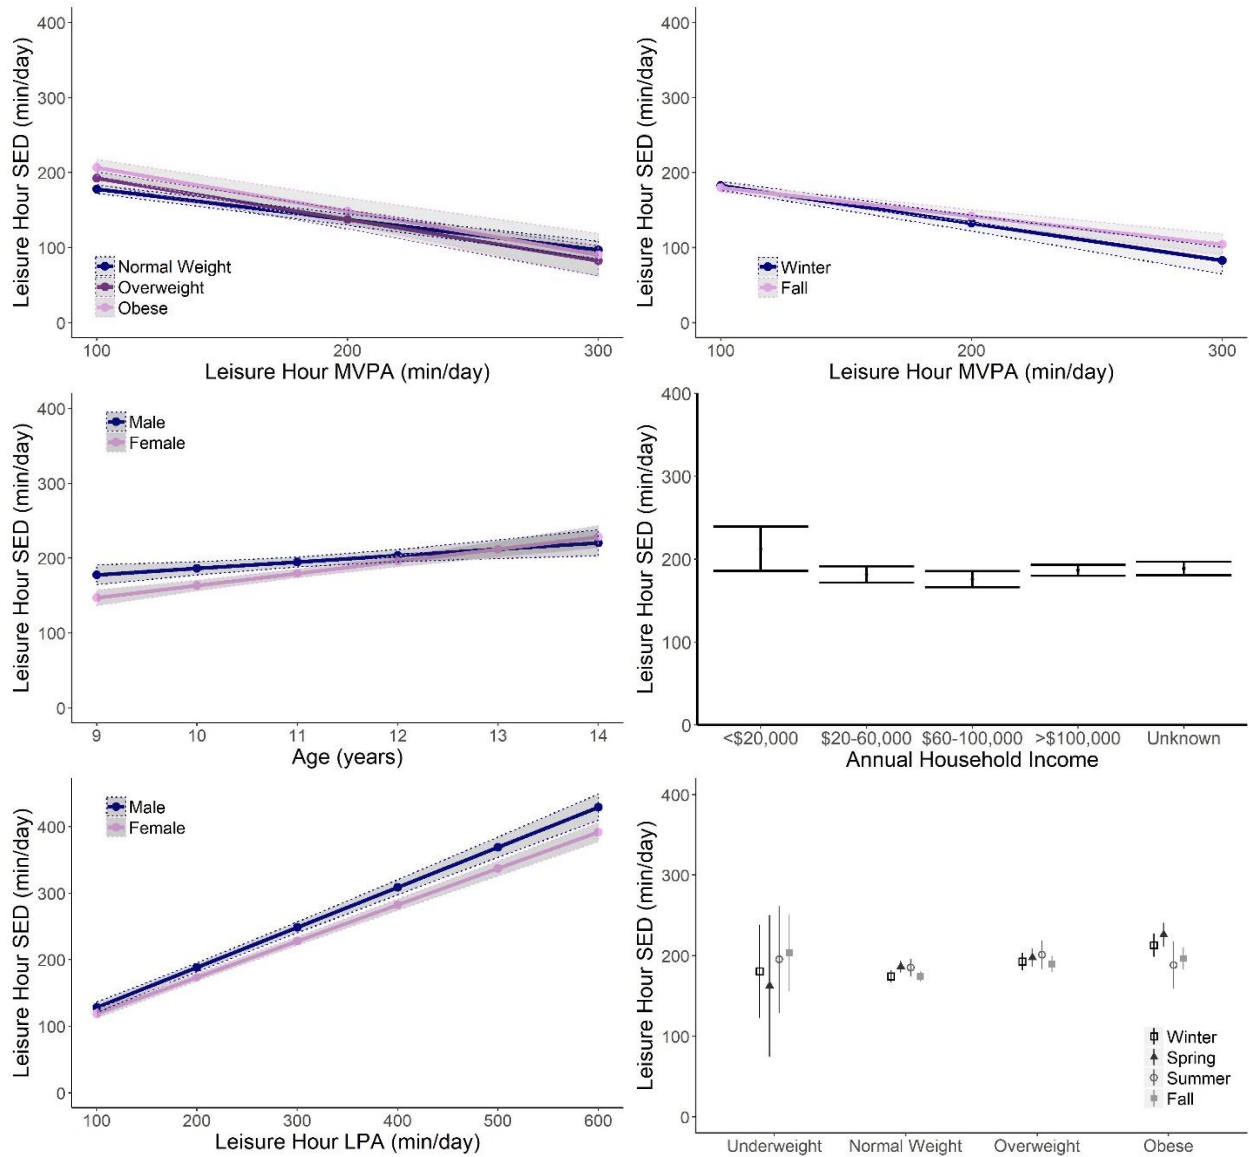 400
300
200
100
0
Leisure Hour SED (min/day)
Normal Weight
Overweight
Obese
100 200 300
Leisure Hour MVPA (min/day)
400
300
200
100
0
Leisure Hour SED (min/day)
Winter
Fall
100 200 300
Leisure Hour MVPA (min/day)
400
300
200
100
0
Leisure Hour SED (min/day)
Male
Female
9 10 11 12 13 14
Age (years)
400
300
200
100
0
Leisure Hour SED (min/day)
<$20,000 $20-60,000 $60-100,000 >$100,000 Unknown
Annual Household Income
400
300
200
100
0
Leisure Hour SED (min/day)
Male
Female
100 200 300 400 500 600
Leisure Hour LPA (min/day)
400
300
200
100
0
Leisure Hour SED (min/day)
Winter
Spring
Summer
Fall
Underweight Normal Weight Overweight Obese